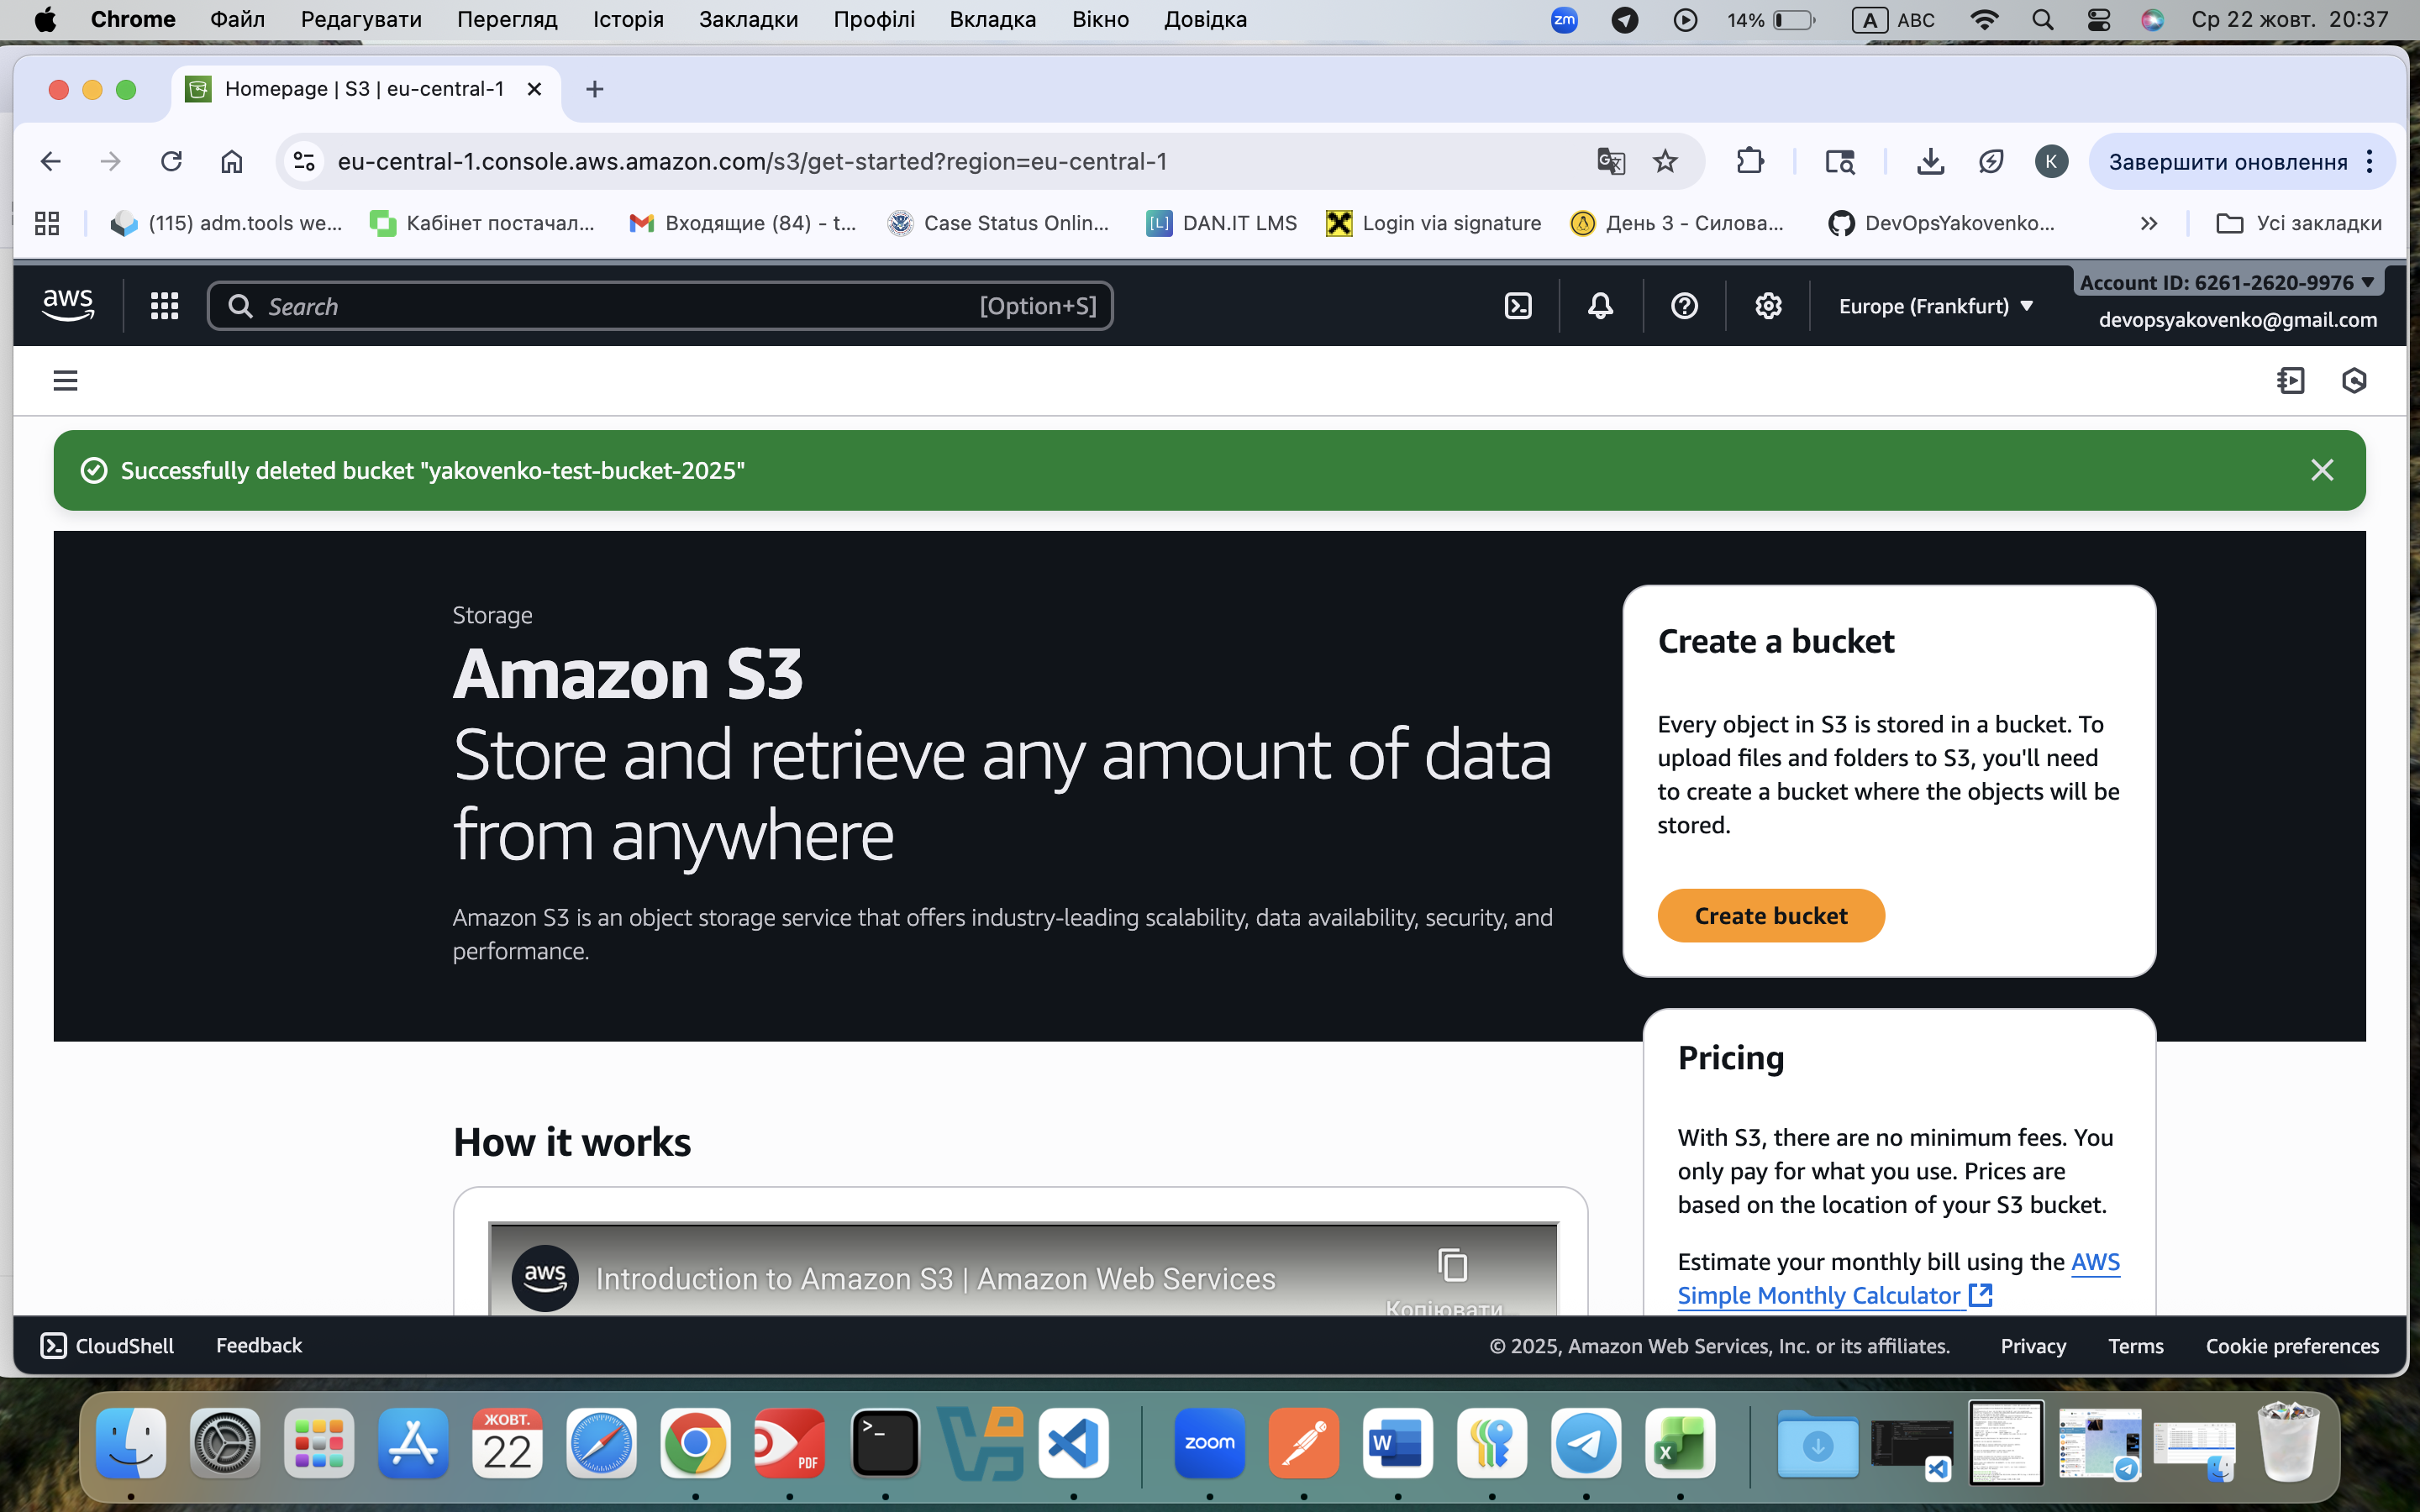 Chrome Файл Редагувати Перегляд Історія Закладки Профілі Вкладка Вікно Довідка zm 14% A ABC Ср 22 жовт. 20:37
Homepage | S3 | eu-central-1
eu-central-1.console.aws.amazon.com/s3/get-started?region=eu-central-1 K Завершити оновлення
(115) adm.tools we... Кабінет постачал... Входящие (84) - t... Case Status Onlin... [L] DAN.IT LMS Login via signature День 3 - Силова... DevOpsYakovenko... » Усі закладки
aws Search [Option+S] Europe (Frankfurt) Account ID: 6261-2620-9976
devopsyakovenko@gmail.com
Successfully deleted bucket "yakovenko-test-bucket-2025"
Storage
Amazon S3
Store and retrieve any amount of data
from anywhere
Amazon S3 is an object storage service that offers industry-leading scalability, data availability, security, and
performance.
Create a bucket
Every object in S3 is stored in a bucket. To
upload files and folders to S3, you'll need
to create a bucket where the objects will be
stored.
Create bucket
Pricing
With S3, there are no minimum fees. You
only pay for what you use. Prices are
based on the location of your S3 bucket.
Estimate your monthly bill using the AWS
Simple Monthly Calculator
How it works
aws Introduction to Amazon S3 | Amazon Web Services
Копіювати...
CloudShell Feedback © 2025, Amazon Web Services, Inc. or its affiliates. Privacy Terms Cookie preferences
ЖОВТ.
22
PDF
>_
zoom
W
X